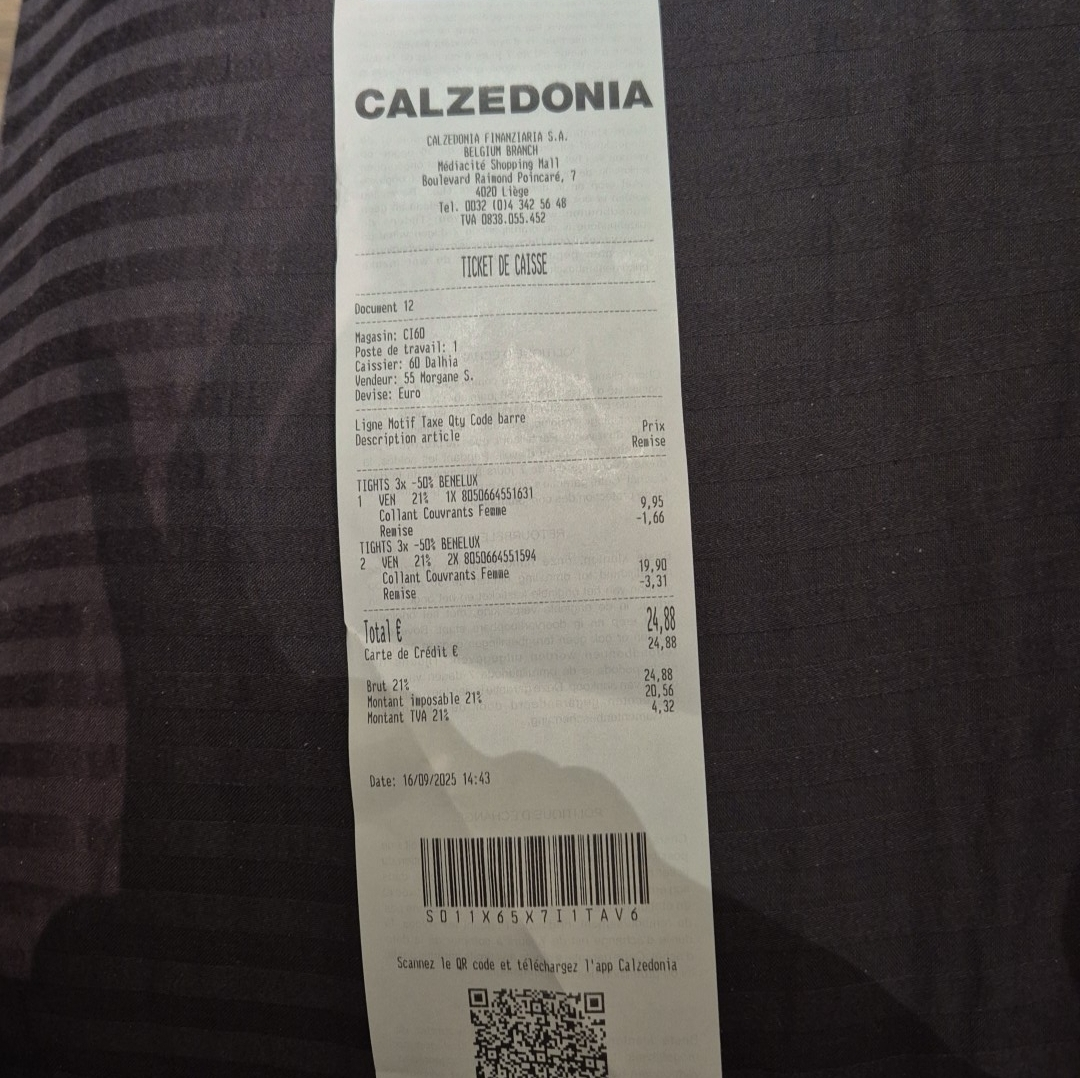 CALZEDONIA
CALZEDONIA FINANZIARIA S.A.
BELGIUM BRANCH
Médiacité Shopping Mall
Boulevard Raimond Poincaré, 7
4020 Liège
Tel. 0032 (0)4 342 56 48
TVA 0838.055.452
TICKET DE CAISSE
Document 12
Magasin: CI60
Poste de travail: 1
Caissier: 60 Dalhia
Vendeur: 55 Morgane S.
Devise: Euro
Ligne Motif Taxe Qty Code barre Prix
Description article Remise
TIGHTS 3x -50% BENELUX
1 VEN 21% 1X 8050664551631 9,95
Collant Couvrants Femme -1,66
Remise
TIGHTS 3x -50% BENELUX
2 VEN 21% 2X 8050664551594 19,90
Collant Couvrants Femme -3,31
Remise
Total € 24,88
Carte de Crédit € 24,88
Brut 21% 24,88
Montant imposable 21% 20,56
Montant TVA 21% 4,32
Date: 16/09/2025 14:43
S011X65X7I1TAV6
Scannez le QR code et téléchargez l'app Calzedonia